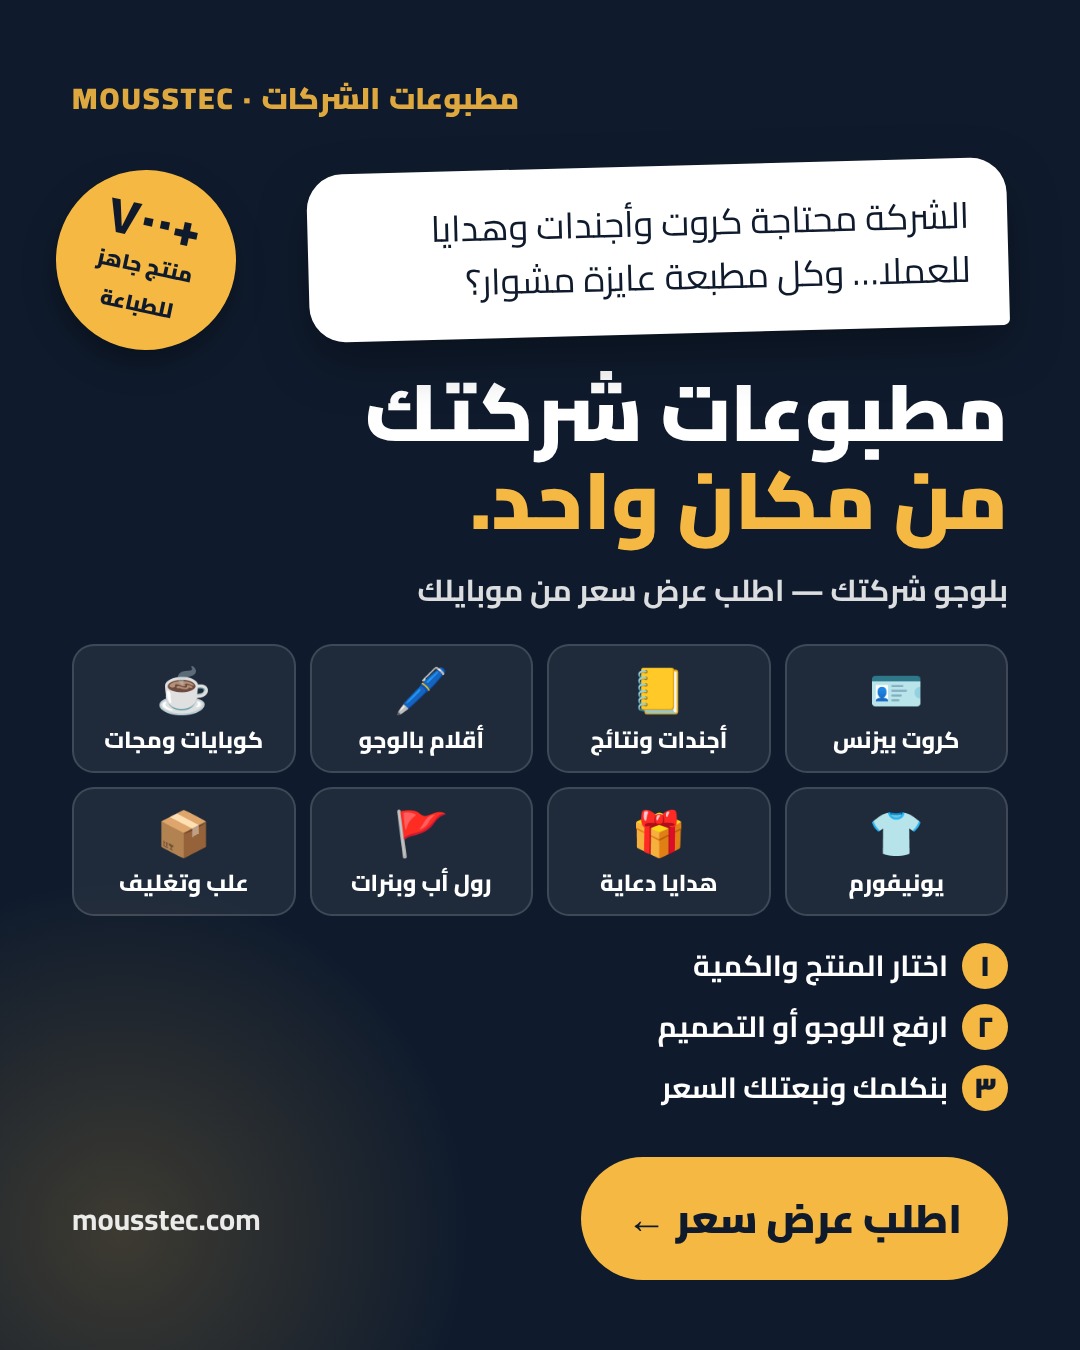 مطبوعات الشركات · MOUSSTEC
الشركة محتاجة كروت وأجندات وهدايا
للعملا... وكل مطبعة عايزة مشوار؟
+٧٠٠
منتج جاهز
للطباعة
مطبوعات شركتك
من مكان واحد.
بلوجو شركتك — اطلب عرض سعر من موبايلك
كروت بيزنس
أجندات ونتائج
أقلام بالوجو
كوبايات ومجات
يونيفورم
هدايا دعاية
رول أب وبنرات
علب وتغليف
١ اختار المنتج والكمية
٢ ارفع اللوجو أو التصميم
٣ بنكلمك ونبعتلك السعر
اطلب عرض سعر ←
mousstec.com